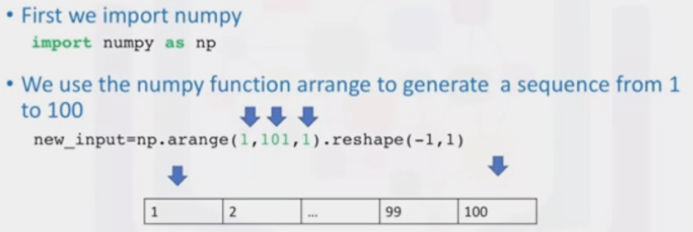 • First we import numpy
import numpy as np
• We use the numpy function arrange to generate a sequence from 1
to 100
new_input=np.arange(1,101,1).reshape(-1,1)
1 2 ... 99 100